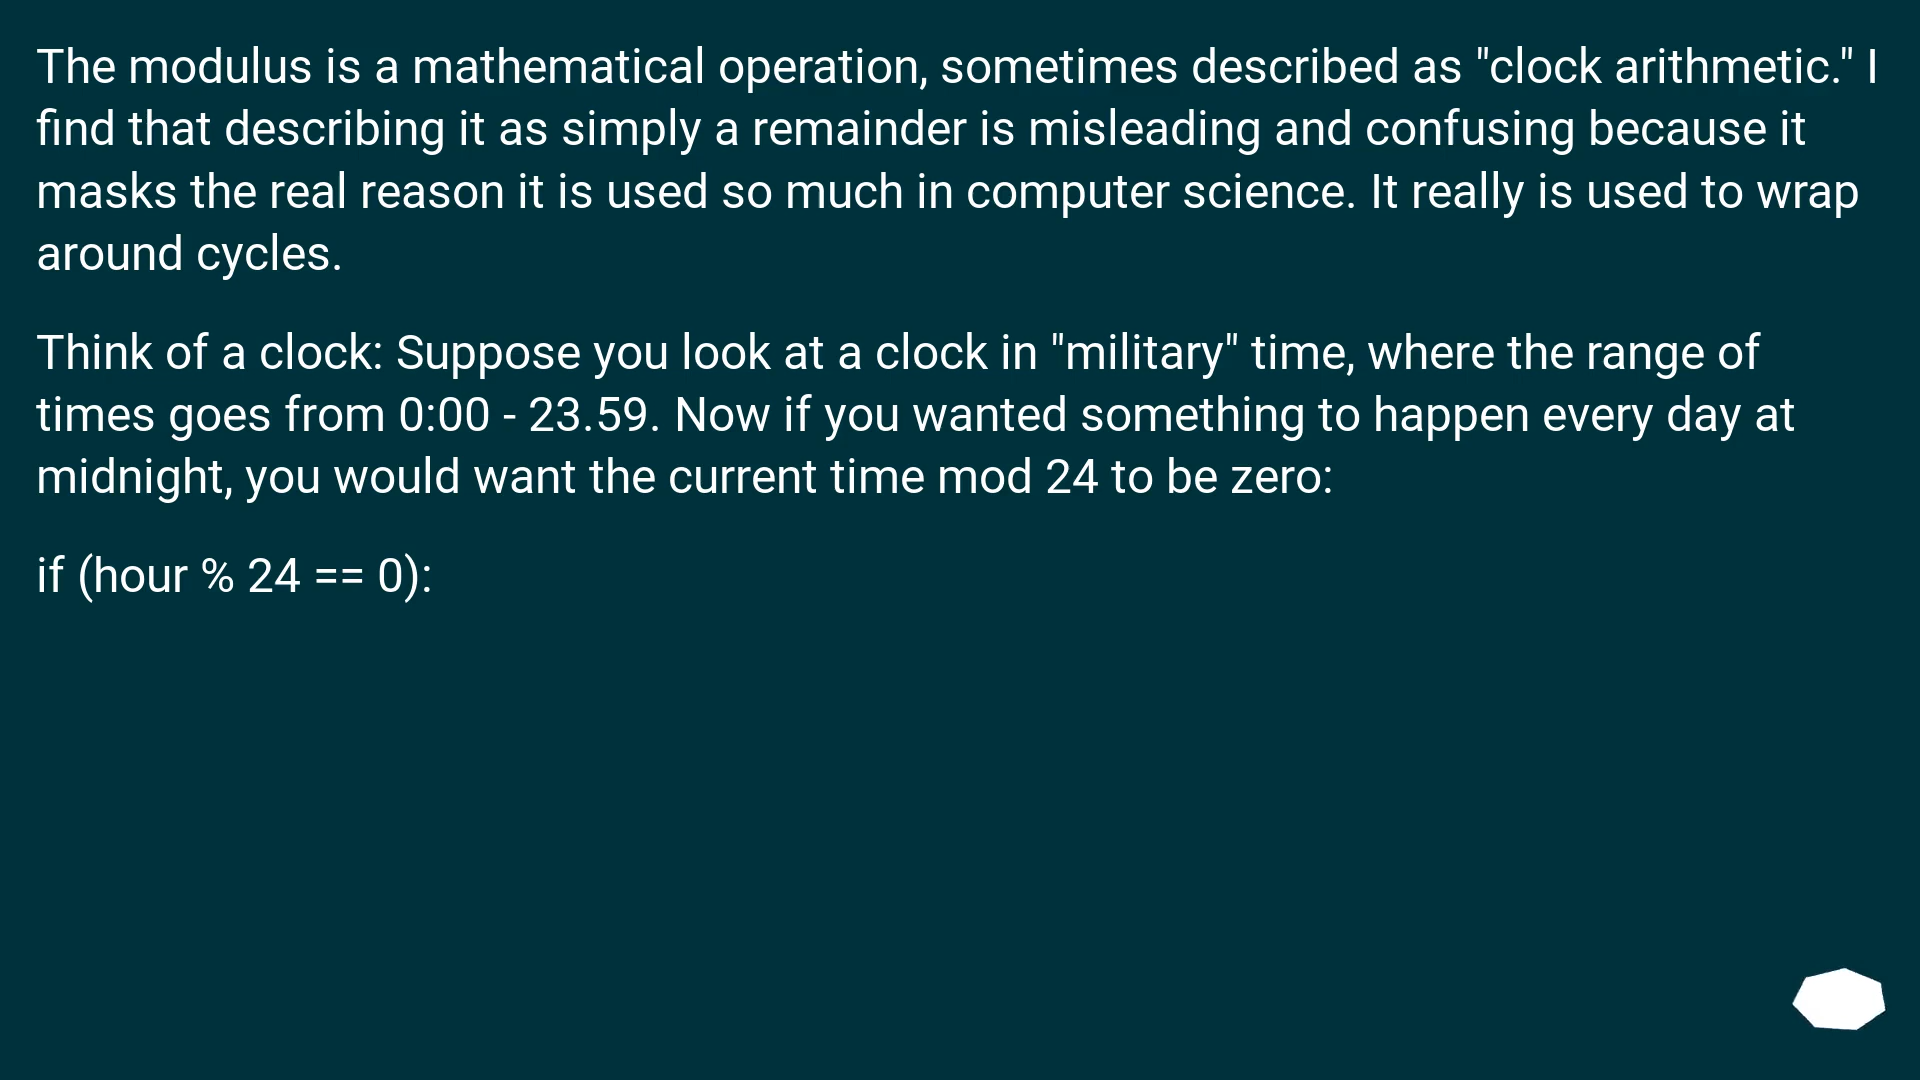 The modulus is a mathematical operation, sometimes described as "clock arithmetic." I
find that describing it as simply a remainder is misleading and confusing because it
masks the real reason it is used so much in computer science. It really is used to wrap
around cycles.
Think of a clock: Suppose you look at a clock in "military" time, where the range of
times goes from 0:00 - 23.59. Now if you wanted something to happen every day at
midnight, you would want the current time mod 24 to be zero:
if (hour % 24 == 0):